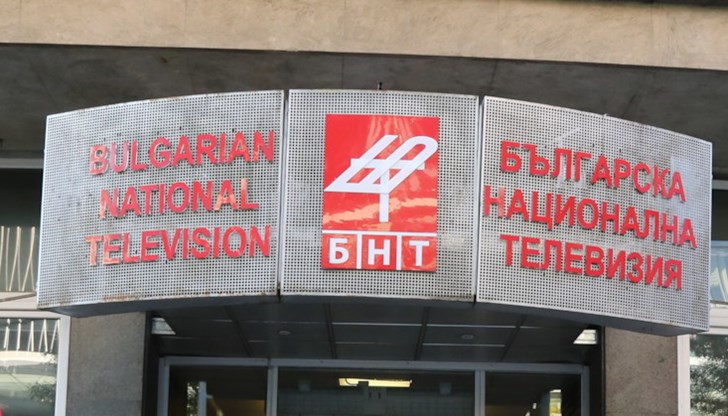 BULGARIAN
NATIONAL
TELEVISION
БНТ
БЪЛГАРСКА
НАЦИОНАЛНА
ТЕЛЕВИЗИЯ